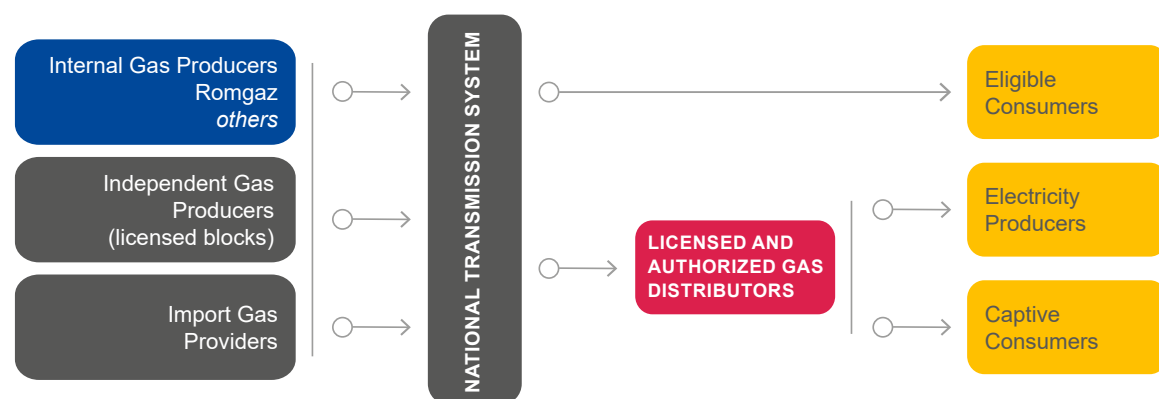 Internal Gas Producers
Romgaz
others
Independent Gas
Producers
(licensed blocks)
Import Gas
Providers
NATIONAL TRANSMISSION SYSTEM
LICENSED AND
AUTHORIZED GAS
DISTRIBUTORS
Eligible
Consumers
Electricity
Producers
Captive
Consumers